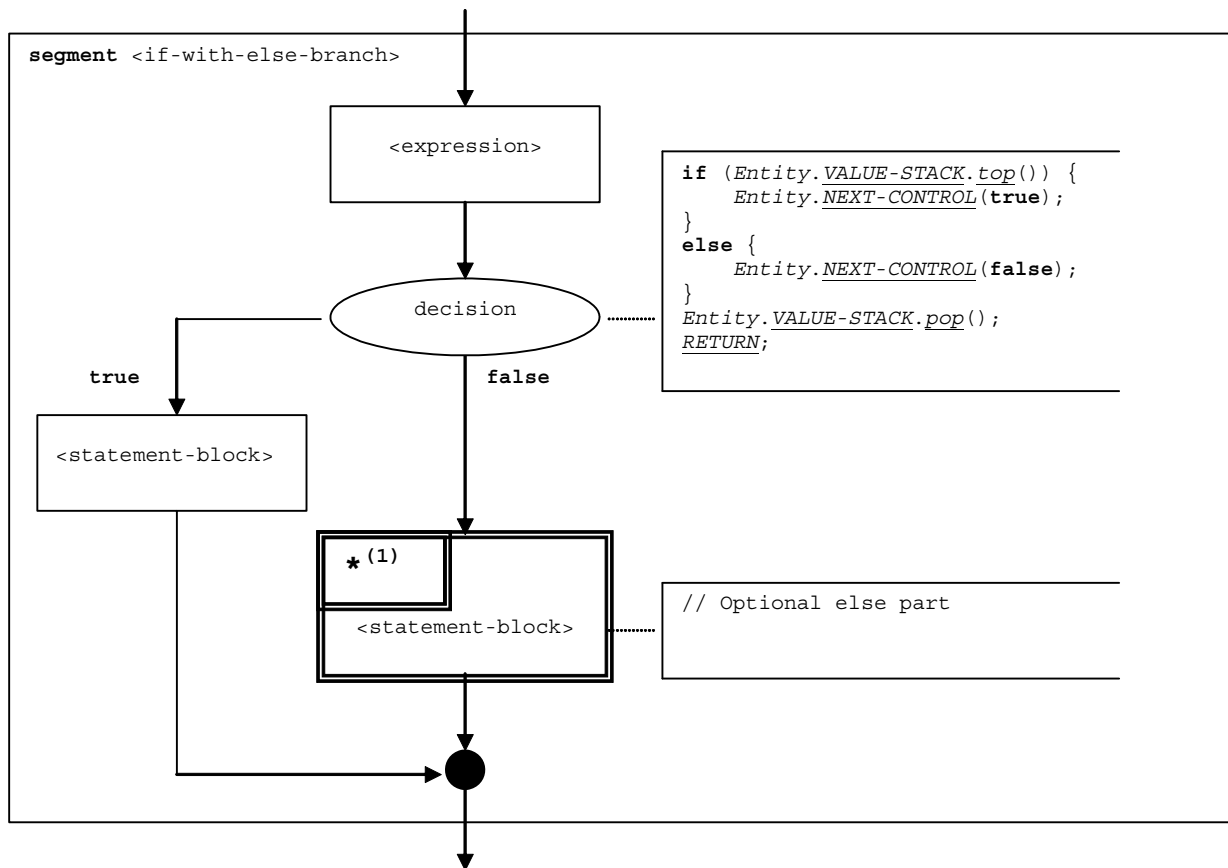 segment <if-with-else-branch>
<expression>
if (Entity.VALUE-STACK.top()) {
    Entity.NEXT-CONTROL(true);
}
else {
    Entity.NEXT-CONTROL(false);
}
Entity.VALUE-STACK.pop();
RETURN;
decision
true
false
<statement-block>
*(1)
<statement-block>
// Optional else part